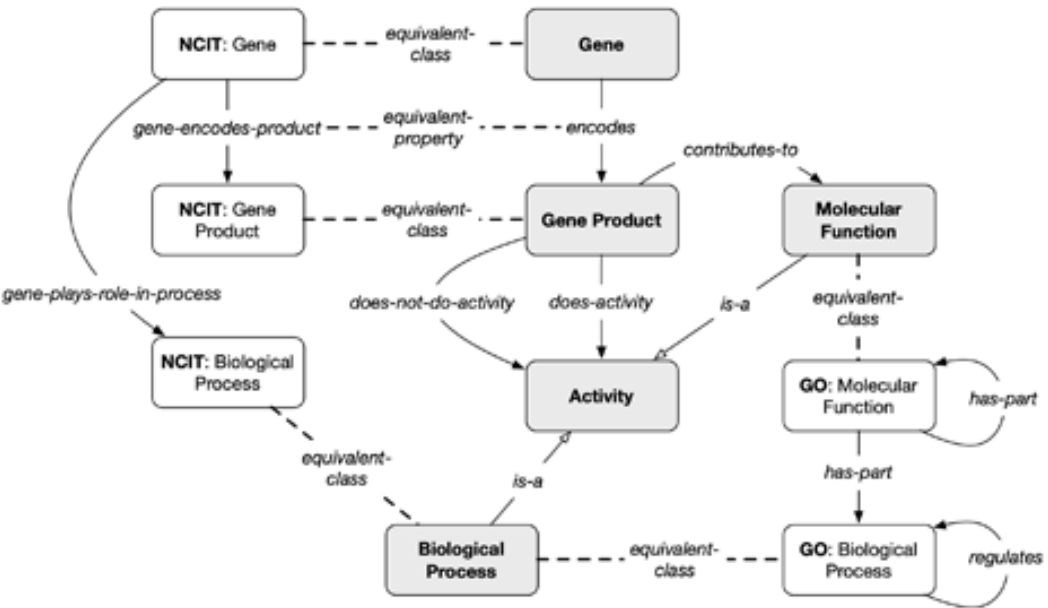 NCIT: Gene
equivalent-
class
Gene
gene-encodes-product
equivalent-
property
encodes
contributes-to
NCIT: Gene
Product
equivalent-
class
Gene Product
Molecular
Function
gene-plays-role-in-process
does-not-do-activity
does-activity
is-a
equivalent-
class
NCIT: Biological
Process
Activity
GO: Molecular
Function
has-part
equivalent-
class
is-a
has-part
Biological
Process
equivalent-
class
GO: Biological
Process
regulates